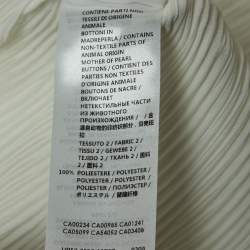 CONTIENE PARTI NON
TESSILI DI ORIGINE
ANIMALE
BOTTONI IN
MADREPERLA / CONTAINS
NON-TEXTILE PARTS OF
ANIMAL ORIGIN
MOTHER OF PEARL
BUTTONS / CONTIENT DES
PARTIES NON TEXTILES
D'ORIGINE ANIMALE
BOUTONS DE NACRE /
ВКЛЮЧАЕТ
НЕТЕКСТИЛЬНЫЕ ЧАСТИ
ИЗ ЖИВОТНОГО
ПРОИСХОЖДЕНИЯ / / 含
TESSUTO 2 / FABRIC 2 /
TISSU 2 / GEWEBE 2 /
TEJIDO 2 / ТКАНЬ 2 / 面料
2 / 面料 2
100% POLIESTERE / POLYESTER /
POLYESTER / POLYESTER /
POLIÉSTER / ПОЛИЭСТЕР /
ポリエステル / 聚酯纤维
CA00234 CA00985 CA01241
CA05099 CA54052 CA03408